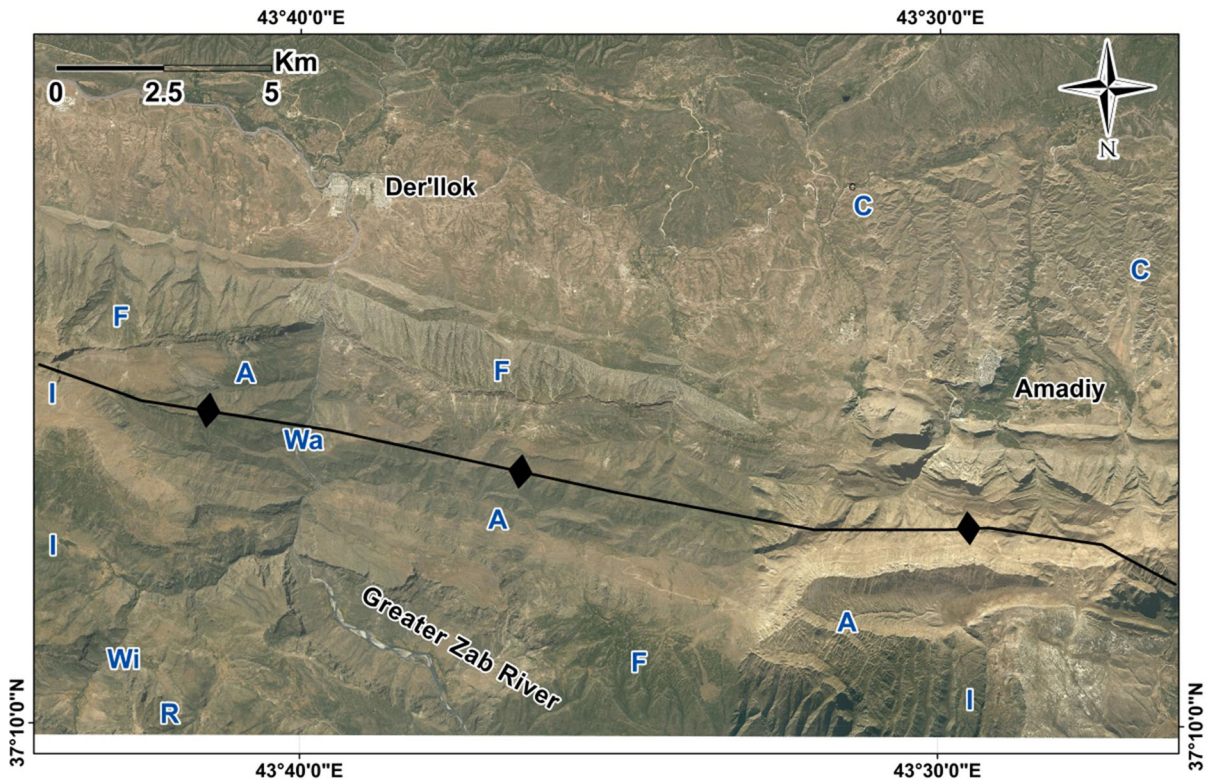 43°40'0"E 43°30'0"E
Km
0 2.5 5
N
Der'llok
C
C
F
F
A
Amadiy
I
Wa
A
I
Greater Zab River
A
Wi
F
R
I
37°10'0"N
37°10'0"N
43°40'0"E 43°30'0"E